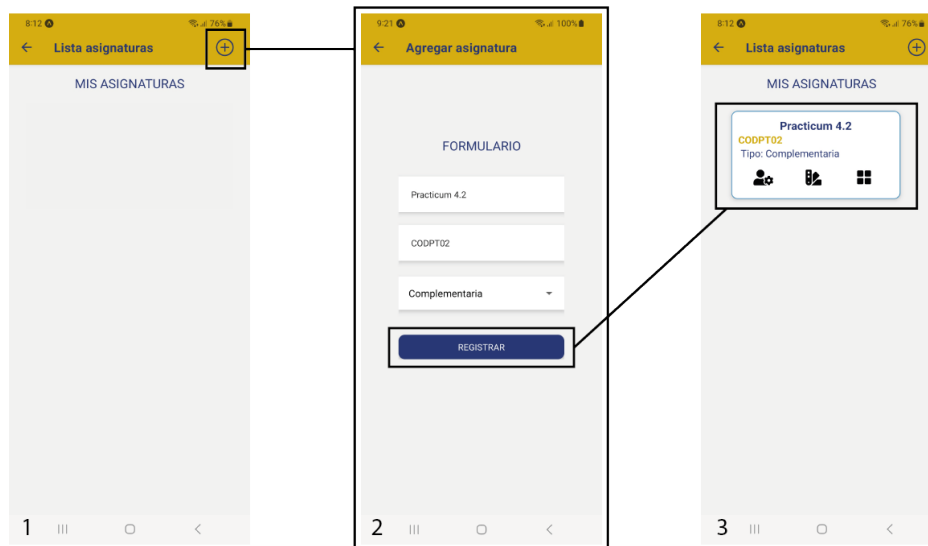 8:12 76%
Lista asignaturas
MIS ASIGNATURAS
1
9:21 100%
Agregar asignatura
FORMULARIO
Practicum 4.2
CODPT02
Complementaria
REGISTRAR
2
8:12 76%
Lista asignaturas
MIS ASIGNATURAS
Practicum 4.2
CODPT02
Tipo: Complementaria
3